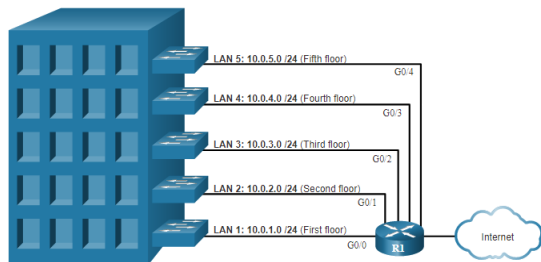 LAN 5: 10.0.5.0 /24 (Fifth floor)
G0/4
LAN 4: 10.0.4.0 /24 (Fourth floor)
G0/3
LAN 3: 10.0.3.0 /24 (Third floor)
G0/2
LAN 2: 10.0.2.0 /24 (Second floor)
G0/1
LAN 1: 10.0.1.0 /24 (First floor)
G0/0
R1
Internet